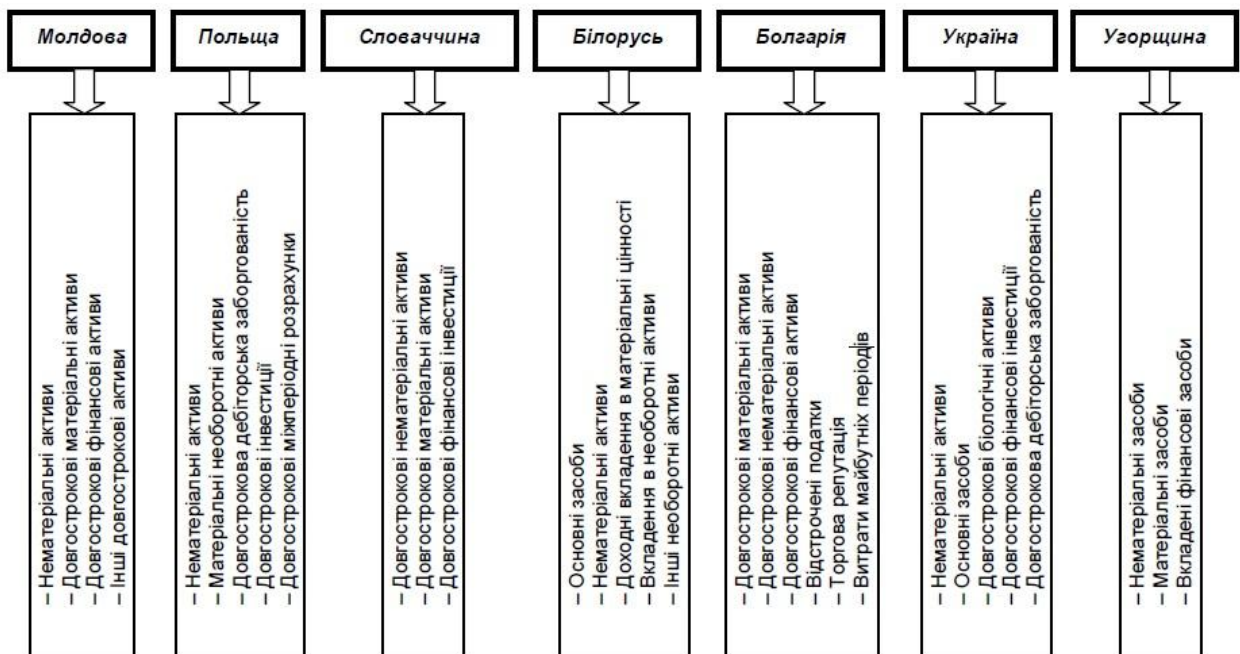 Молдова
Польща
Словаччина
Білорусь
Болгарія
Україна
Угорщина
– Нематеріальні активи
– Довгострокові матеріальні активи
– Довгострокові фінансові активи
– Інші довгострокові активи
– Нематеріальні активи
– Матеріальні необоротні активи
– Довгострокова дебіторська заборгованість
– Довгострокові інвестиції
– Довгострокові міжперіодні розрахунки
– Довгострокові нематеріальні активи
– Довгострокові матеріальні активи
– Довгострокові фінансові інвестиції
– Основні засоби
– Нематеріальні активи
– Доходні вкладення в матеріальні цінності
– Вкладення в необоротні активи
– Інші необоротні активи
– Довгострокові матеріальні активи
– Довгострокові нематеріальні активи
– Довгострокові фінансові активи
– Відстрочені податки
– Торгова репутація
– Витрати майбутніх періодів
– Нематеріальні активи
– Основні засоби
– Довгострокові біологічні активи
– Довгострокові фінансові інвестиції
– Довгострокова дебіторська заборгованість
– Нематеріальні засоби
– Матеріальні засоби
– Вкладені фінансові засоби